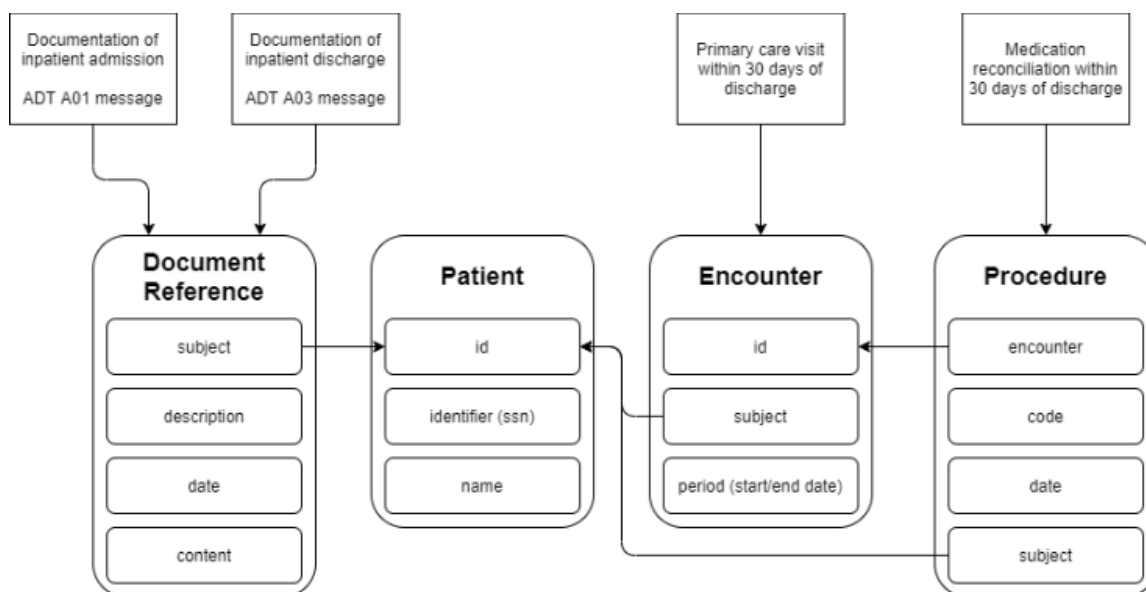 Documentation of
inpatient admission
ADT A01 message
Documentation of
inpatient discharge
ADT A03 message
Primary care visit
within 30 days of
discharge
Medication
reconciliation within
30 days of discharge
Document
Reference
subject
description
date
content
Patient
id
identifier (ssn)
name
Encounter
id
subject
period (start/end date)
Procedure
encounter
code
date
subject